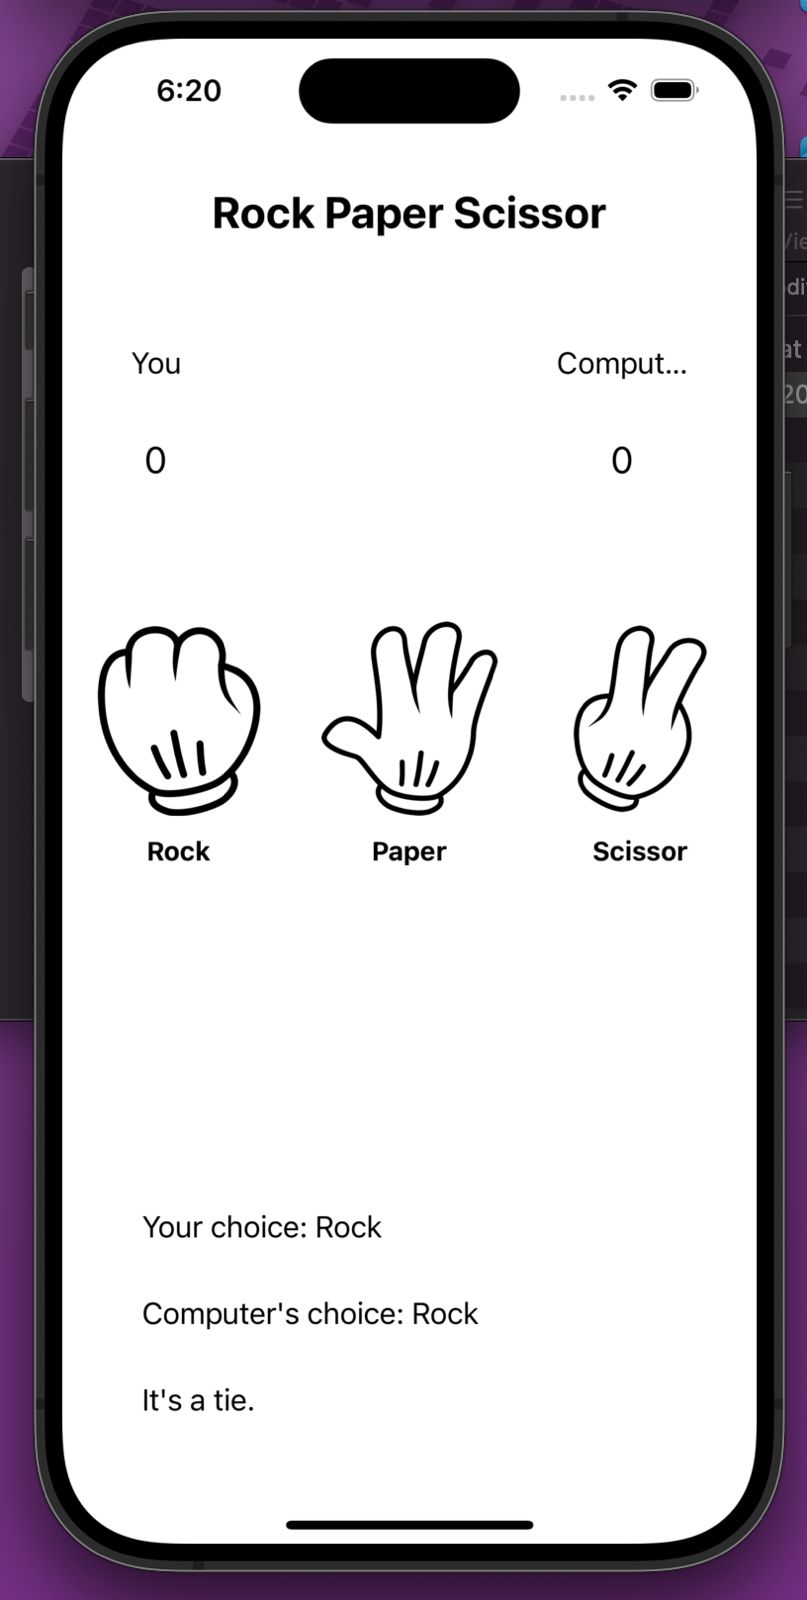 6:20
Rock Paper Scissor
You Comput...
0 0
Rock Paper Scissor
Your choice: Rock
Computer's choice: Rock
It's a tie.